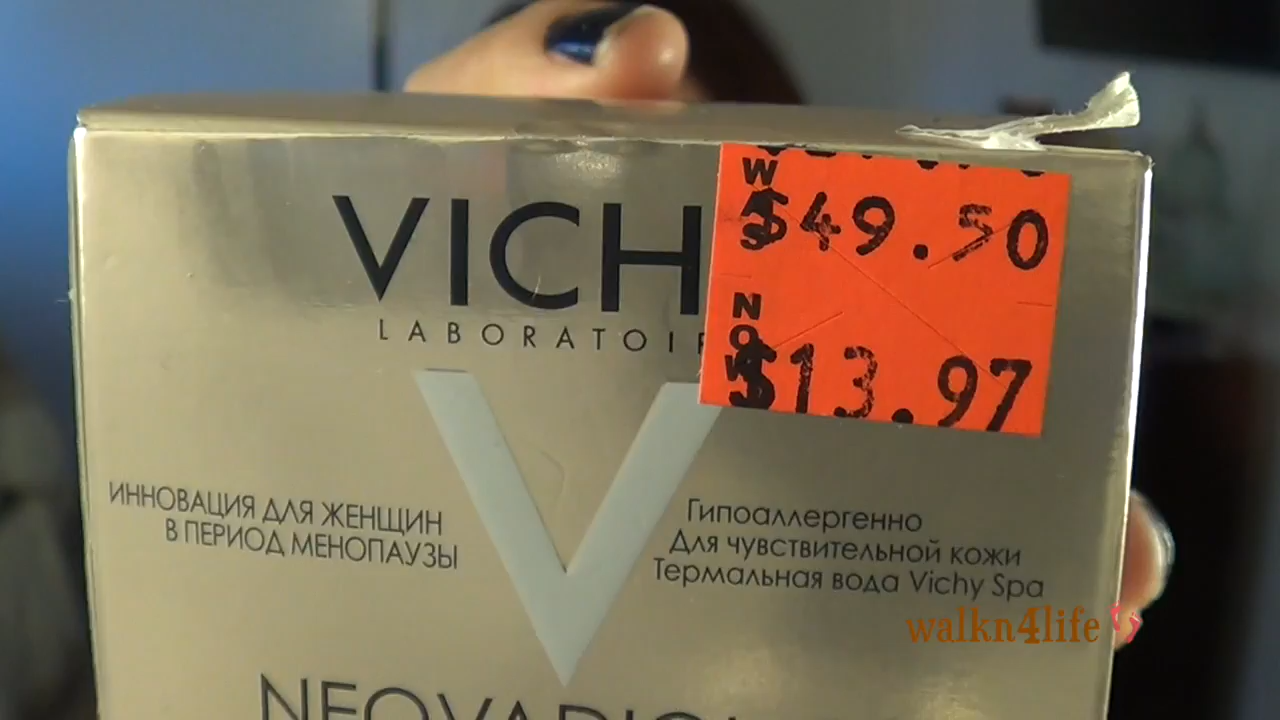 VICH
LABORATOI
WAS
$49.50
NOW
$13.97
ИННОВАЦИЯ ДЛЯ ЖЕНЩИН
В ПЕРИОД МЕНОПАУЗЫ
Гипоаллергенно
Для чувствительной кожи
Термальная вода Vichy Spa
walkn4life